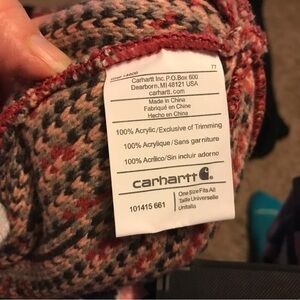 77
Carhartt Inc. P.O.Box 600
Dearborn, MI 48121 USA
carhartt.com
Made in China
Fabriqué en Chine
Hecho en China
100% Acrylic/Exclusive of Trimming
100% Acrylique/Sans garniture
100% Acrílico/Sin incluir adorno
carhartt
101415 661
One Size Fits All
Taille Universelle
Unitalla